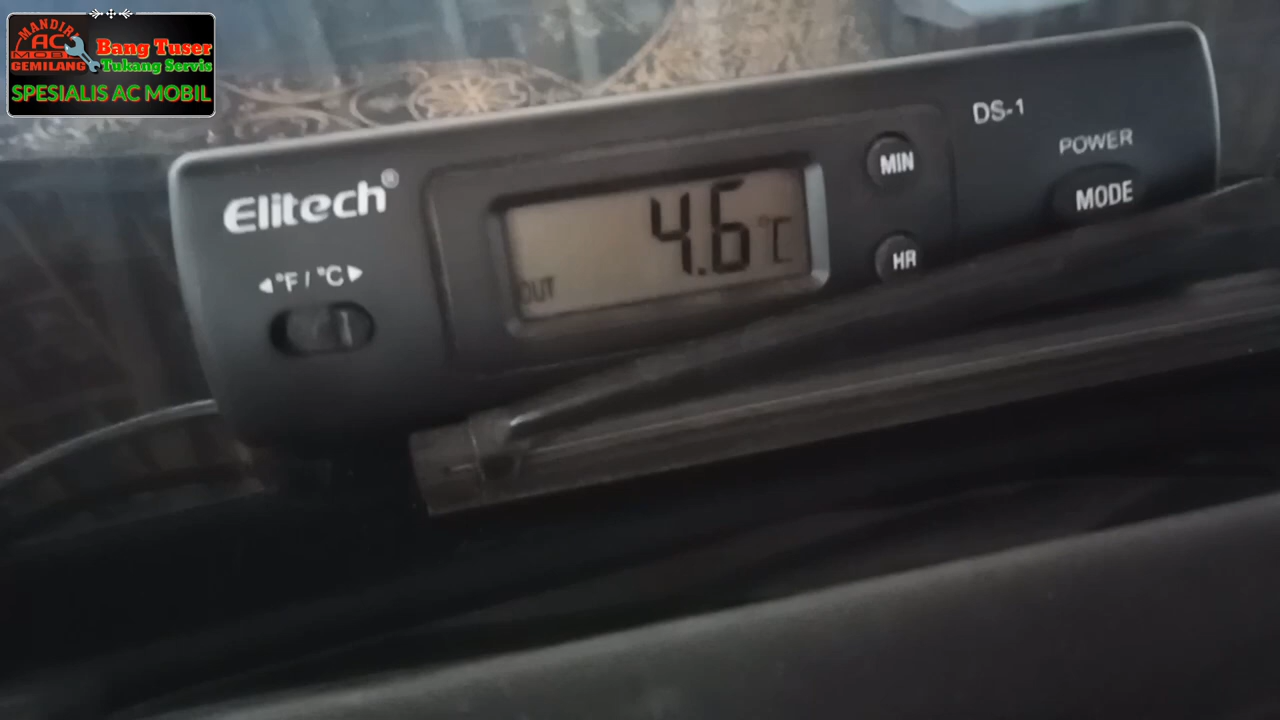 MANDIRI
AC
MOBIL
GEMILANG
Bang Tuser
Tukang Servis
SPESIALIS AC MOBIL
Elitech®
◀°F / °C▶
4.6 °C
OUT
MIN
HR
DS-1
POWER
MODE